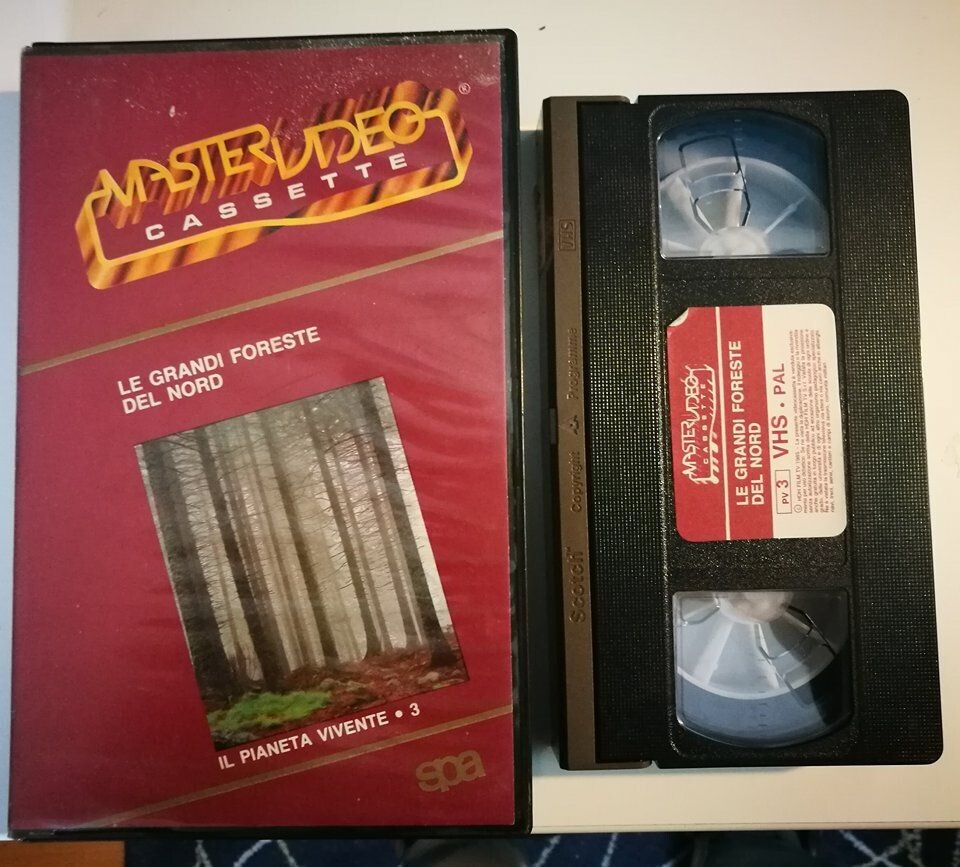 MASTERVIDEO®
CASSETTE
LE GRANDI FORESTE
DEL NORD
IL PIANETA VIVENTE • 3
spa
VHS
Scotch™ Copyright Programme
MASTERVIDEO
CASSETTE
LE GRANDI FORESTE
DEL NORD
PV 3 VHS • PAL